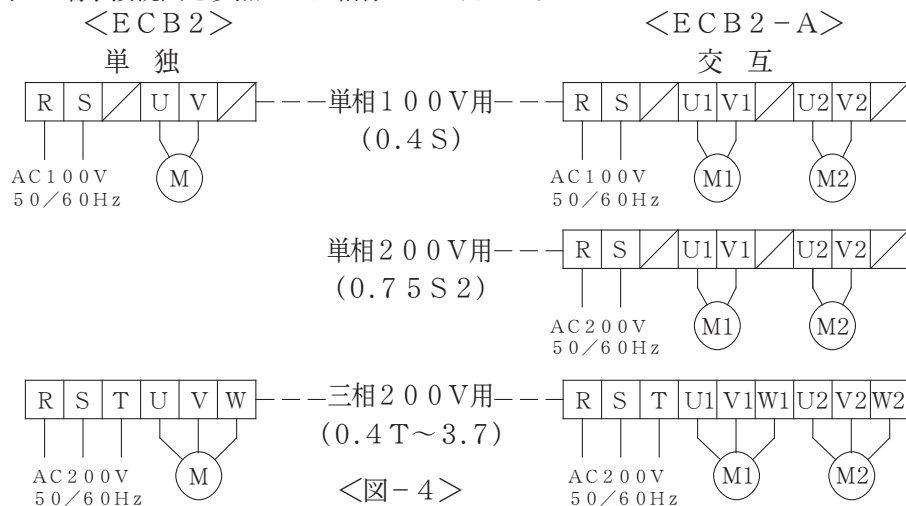 <ECB2>
単 独
<ECB2-A>
交 互
R S U V
---単相100V用---
(0.4S)
R S U1 V1 U2 V2
AC100V
50/60Hz
M
AC100V
50/60Hz
M1
M2
単相200V用---
(0.75S2)
R S U1 V1 U2 V2
AC200V
50/60Hz
M1
M2
R S T U V W
---三相200V用---
(0.4T~3.7)
R S T U1 V1 W1 U2 V2 W2
AC200V
50/60Hz
M
AC200V
50/60Hz
M1
M2
<図-4>